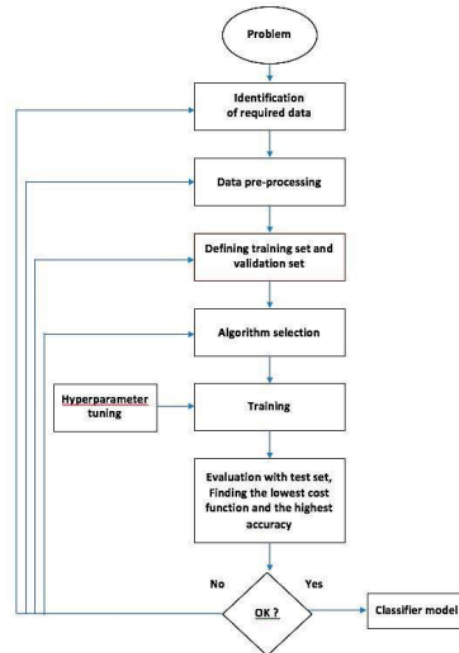 Problem
Identification
of required data
Data pre-processing
Defining training set and
validation set
Algorithm selection
Hyperparameter
tuning
Training
Evaluation with test set,
Finding the lowest cost
function and the highest
accuracy
No
Yes
OK ?
Classifier model